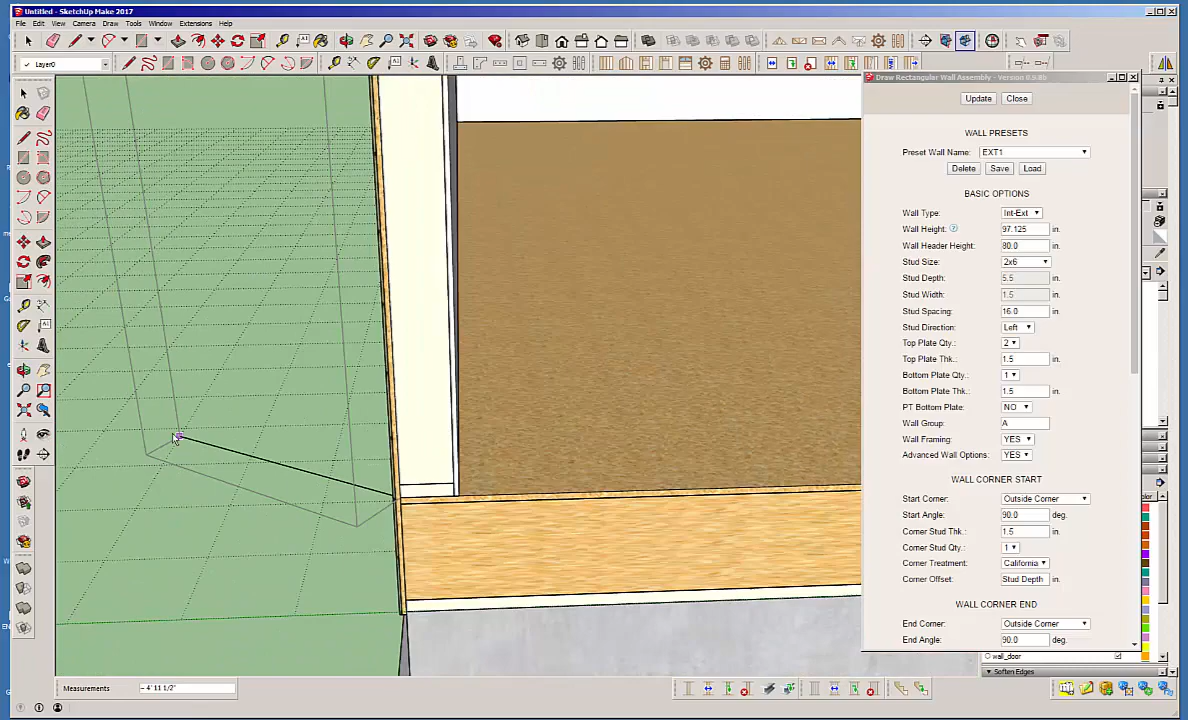 Untitled - SketchUp Make 2017
File Edit View Camera Draw Tools Window Extensions Help
Layer0
Draw Rectangular Wall Assembly - Version 0.9.8b
Update Close
WALL PRESETS
Preset Wall Name: EXT1
Delete Save Load
BASIC OPTIONS
Wall Type: Int-Ext
Wall Height: 97.125 in.
Wall Header Height: 80.0 in.
Stud Size: 2x6
Stud Depth: 5.5 in.
Stud Width: 1.5 in.
Stud Spacing: 16.0 in.
Stud Direction: Left
Top Plate Qty.: 2
Top Plate Thk.: 1.5 in.
Bottom Plate Qty.: 1
Bottom Plate Thk.: 1.5 in.
PT Bottom Plate: NO
Wall Group: A
Wall Framing: YES
Advanced Wall Options: YES
WALL CORNER START
Start Corner: Outside Corner
Start Angle: 90.0 deg.
Corner Stud Thk.: 1.5 in.
Corner Stud Qty.: 1
Corner Treatment: California
Corner Offset: Stud Depth in.
WALL CORNER END
End Corner: Outside Corner
End Angle: 90.0 deg.
wall_door
Soften Edges
Measurements ~ 4' 11 1/2"